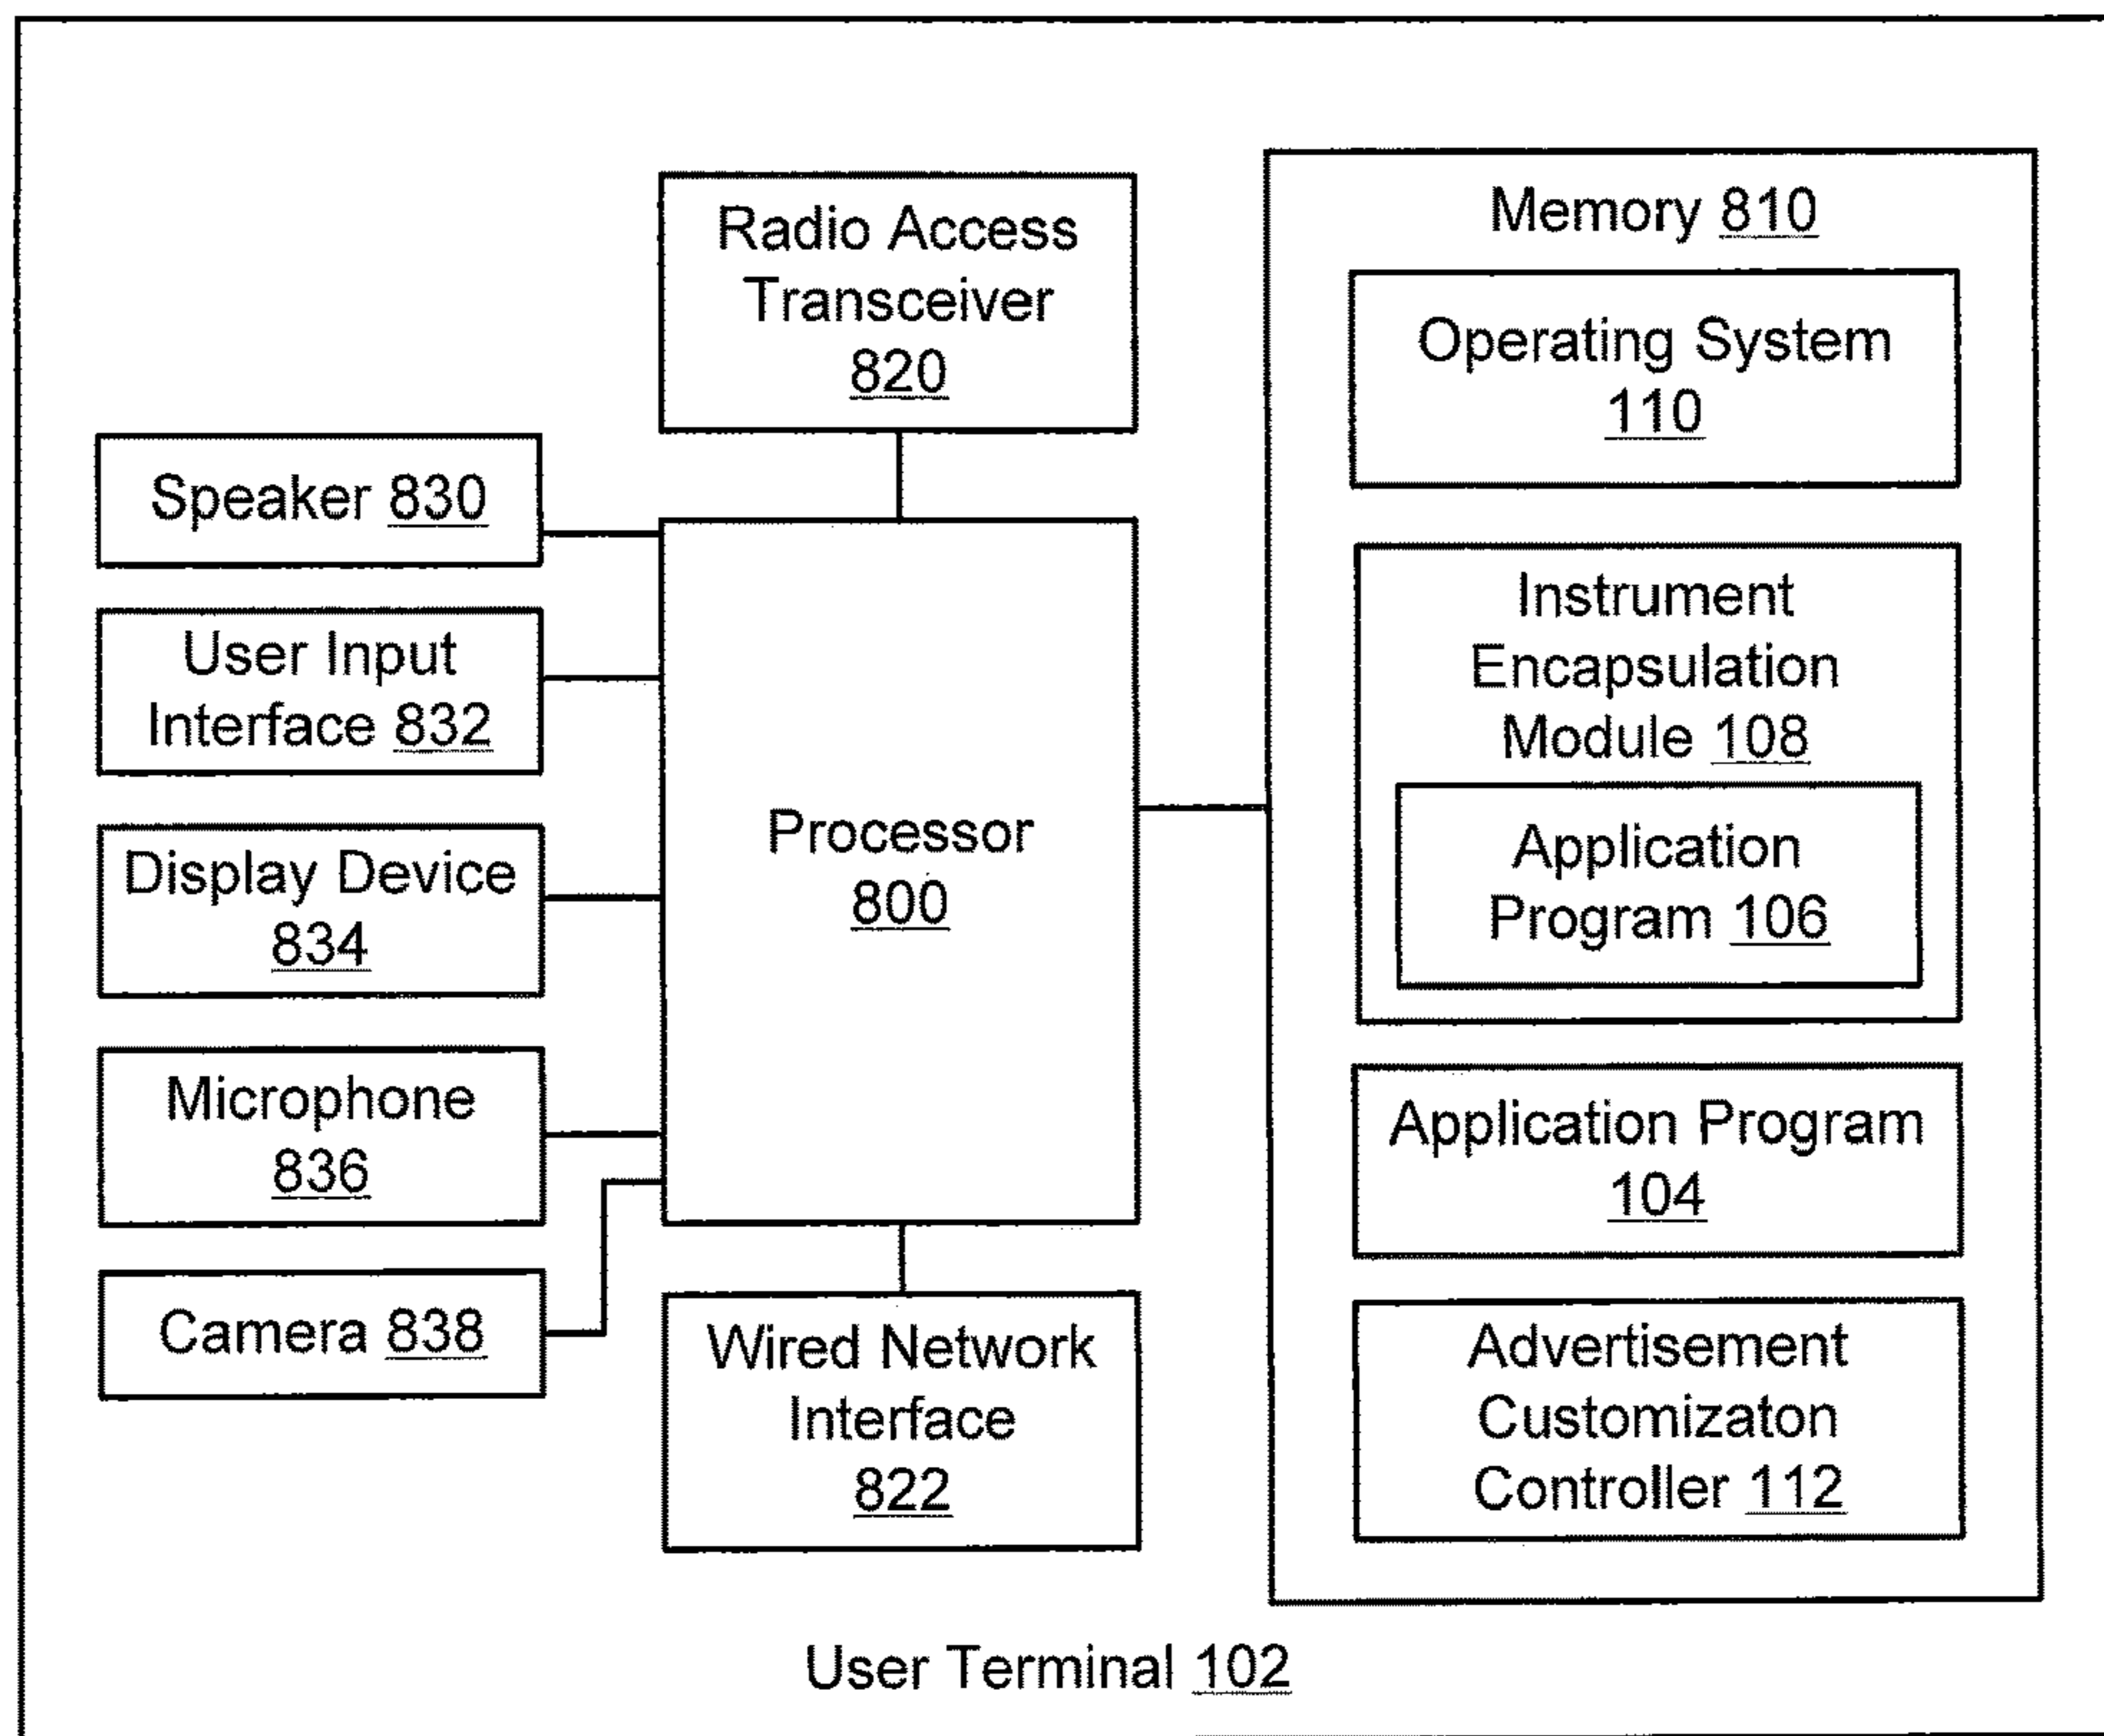 Radio Access
Transceiver
820
Speaker 830
User Input
Interface 832
Display Device
834
Microphone
836
Camera 838
Processor
800
Wired Network
Interface
822
Memory 810
Operating System
110
Instrument
Encapsulation
Module 108
Application
Program 106
Application Program
104
Advertisement
Customizaton
Controller 112
User Terminal 102